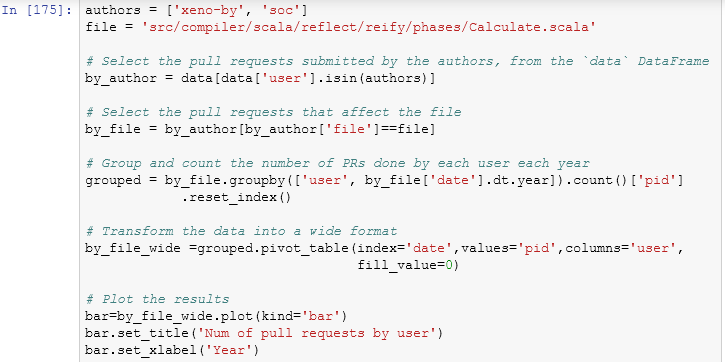 In [175]: authors = ['xeno-by', 'soc']
file = 'src/compiler/scala/reflect/reify/phases/Calculate.scala'
# Select the pull requests submitted by the authors, from the `data` DataFrame
by_author = data[data['user'].isin(authors)]
# Select the pull requests that affect the file
by_file = by_author[by_author['file']==file]
# Group and count the number of PRs done by each user each year
grouped = by_file.groupby(['user', by_file['date'].dt.year]).count()['pid']
.reset_index()
# Transform the data into a wide format
by_file_wide =grouped.pivot_table(index='date',values='pid',columns='user',
fill_value=0)
# Plot the results
bar=by_file_wide.plot(kind='bar')
bar.set_title('Num of pull requests by user')
bar.set_xlabel('Year')